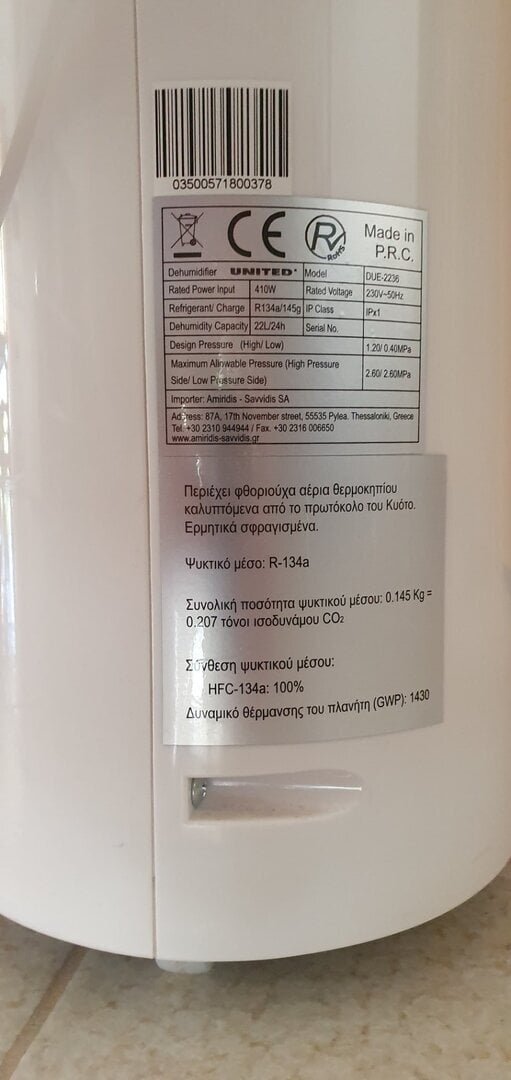 03500571800378
CE RV RoHS Made in
P.R.C.
Dehumidifier UNITED Model DUE-2236
Rated Power Input 410W Rated Voltage 230V~50Hz
Refrigerant/ Charge R134a/145g IP Class IPx1
Dehumidity Capacity 22L/24h Serial No.
Design Pressure (High/ Low) 1.20/ 0.40MPa
Maximum Allowable Pressure (High Pressure
Side/ Low Pressure Side) 2.60/ 2.60MPa
Importer: Amiridis - Savvidis SA
Address: 87A, 17th November street, 55535 Pylea. Thessaloniki, Greece
Tel. +30 2310 944944 / Fax. +30 2316 006650
www.amiridis-savvidis.gr
Περιέχει φθοριούχα αέρια θερμοκηπίου
καλυπτόμενα από το πρωτόκολο του Κυότο.
Ερμητικά σφραγισμένα.
Ψυκτικό μέσο: R-134a
Συνολική ποσότητα ψυκτικού μέσου: 0.145 Kg =
0.207 τόνοι ισοδυνάμου CO₂
Σύνθεση ψυκτικού μέσου:
HFC-134a: 100%
Δυναμικό θέρμανσης του πλανήτη (GWP): 1430